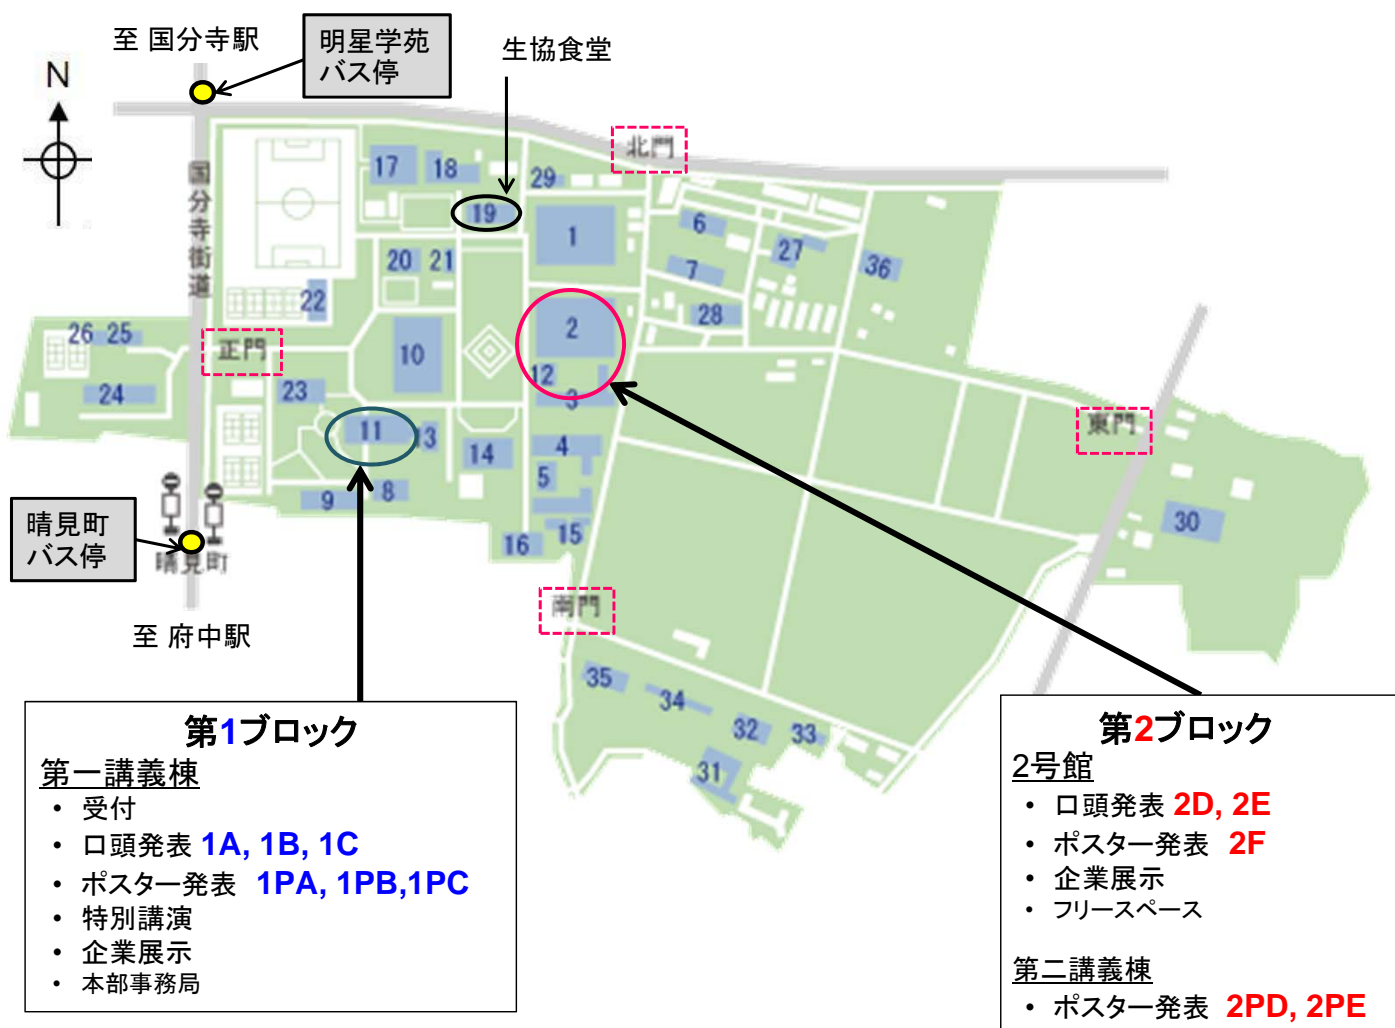 至 国分寺駅
明星学苑
バス停
生協食堂
N
北門
国分寺街道
17
18
29
19
1
6
27
7
36
20
21
22
28
2
26
25
正門
10
12
24
23
3
11
13
東門
4
14
5
9
8
30
晴見町
バス停
16
15
晴見町
南門
至 府中駅
35
34
32
33
31
第1ブロック
第一講義棟
• 受付
• 口頭発表 1A, 1B, 1C
• ポスター発表 1PA, 1PB,1PC
• 特別講演
• 企業展示
• 本部事務局
第2ブロック
2号館
• 口頭発表 2D, 2E
• ポスター発表 2F
• 企業展示
• フリースペース
第二講義棟
• ポスター発表 2PD, 2PE